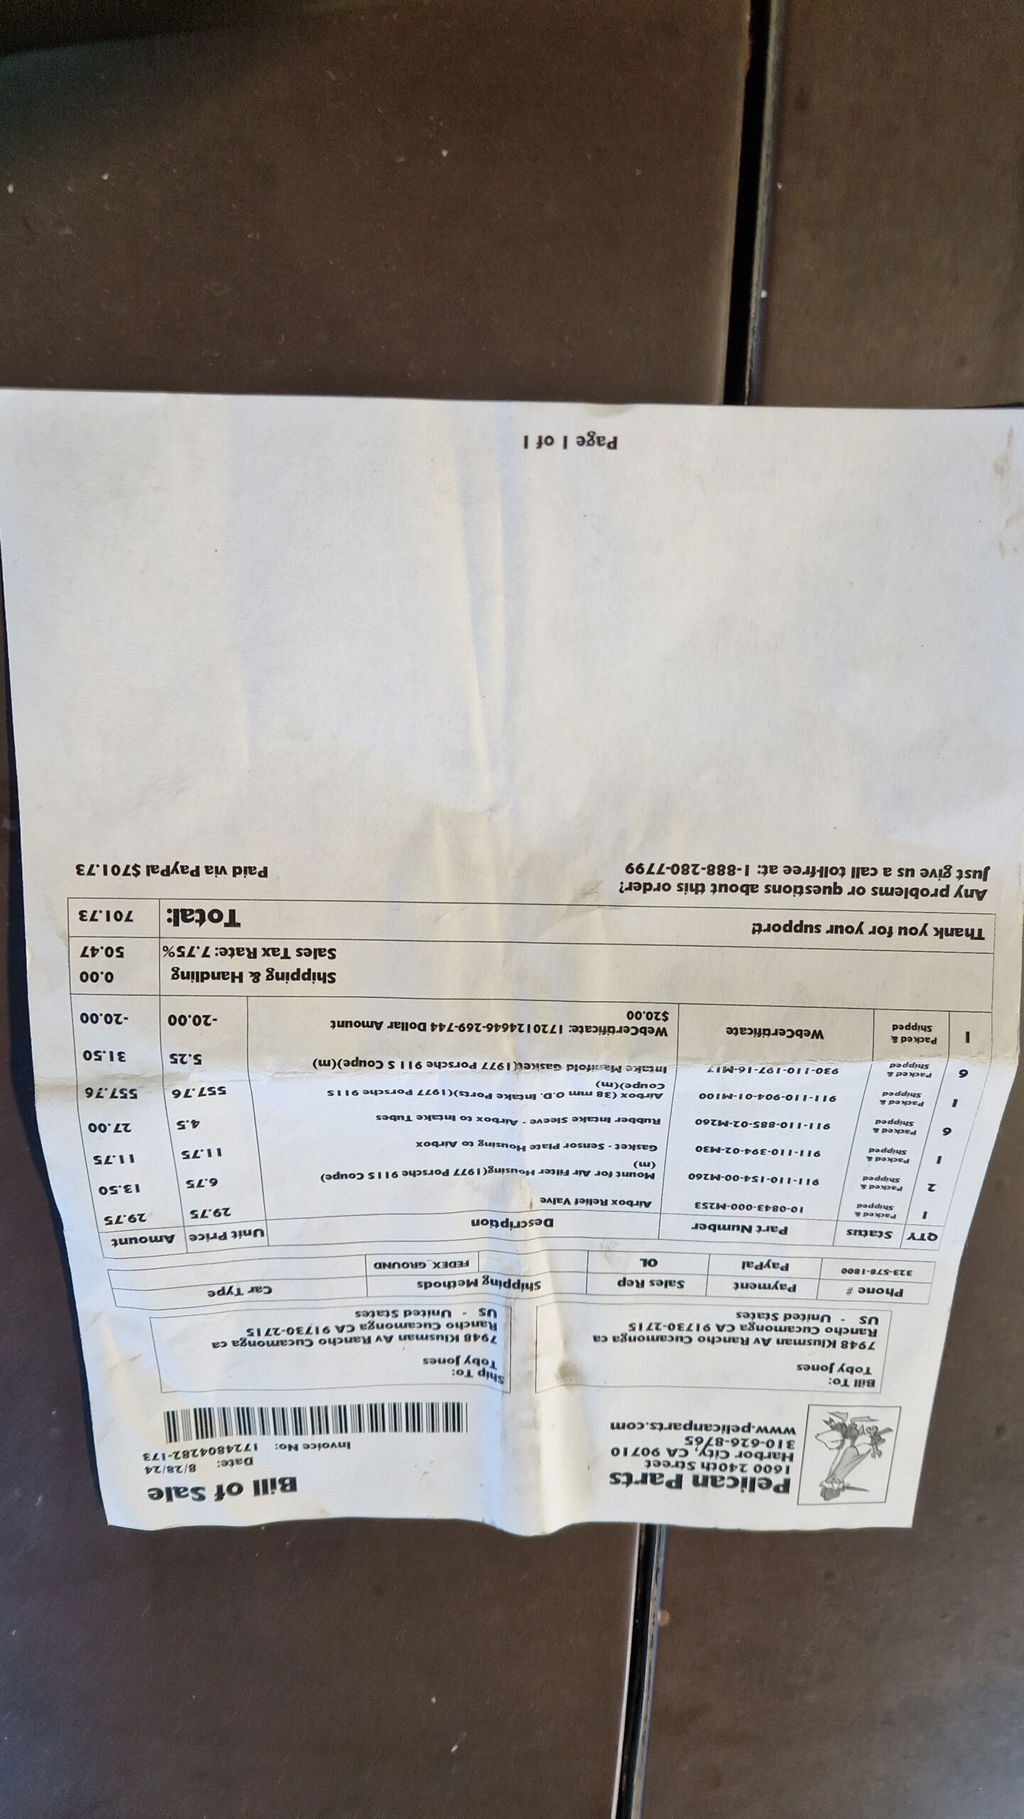 Pelican Parts
1600 240th Street
Harbor City, CA 90710
310-626-8765
www.pelicanparts.com
Bill of Sale
Date: 8/28/24
Invoice No: 1724804282-173
Bill To:
Toby Jones
7948 Klusman Av Rancho Cucamonga ca
Rancho Cucamonga CA 91730-2715
US - United States
Ship To:
Toby Jones
7948 Klusman Av Rancho Cucamonga ca
Rancho Cucamonga CA 91730-2715
US - United States
Phone # Payment Sales Rep Shipping Methods Car Type
323-578-1800 PayPal OL FEDEX_GROUND
QTY Status Part Number Description Unit Price Amount
1 Packed & Shipped 10-0843-000-M253 Airbox Relief Valve 29.75 29.75
2 Packed & Shipped 911-110-154-00-M260 Mount for Air Filter Housing(1977 Porsche 911S Coupe)
(m) 6.75 13.50
1 Packed & Shipped 911-110-394-02-M30 Gasket - Sensor Plate Housing to Airbox 11.75 11.75
6 Packed & Shipped 911-110-885-02-M260 Rubber Intake Sleeve - Airbox to Intake Tubes 4.5 27.00
1 Packed & Shipped 911-110-904-01-M100 Airbox (38 mm O.D. Intake Ports)(1977 Porsche 911S
Coupe)(m) 557.76 557.76
6 Packed & Shipped 930-110-197-16-M17 Intake Manifold Gasket(1977 Porsche 911 S Coupe)(m) 5.25 31.50
1 Packed & Shipped WebCertificate WebCertificate: 1720124646-269-744 Dollar Amount
$20.00 -20.00 -20.00
Shipping & Handling 0.00
Sales Tax Rate: 7.75% 50.47
Thank you for your support! Total: 701.73
Any problems or questions about this order?
Just give us a call toll-free at: 1-888-280-7799
Paid via PayPal $701.73
Page 1 of 1